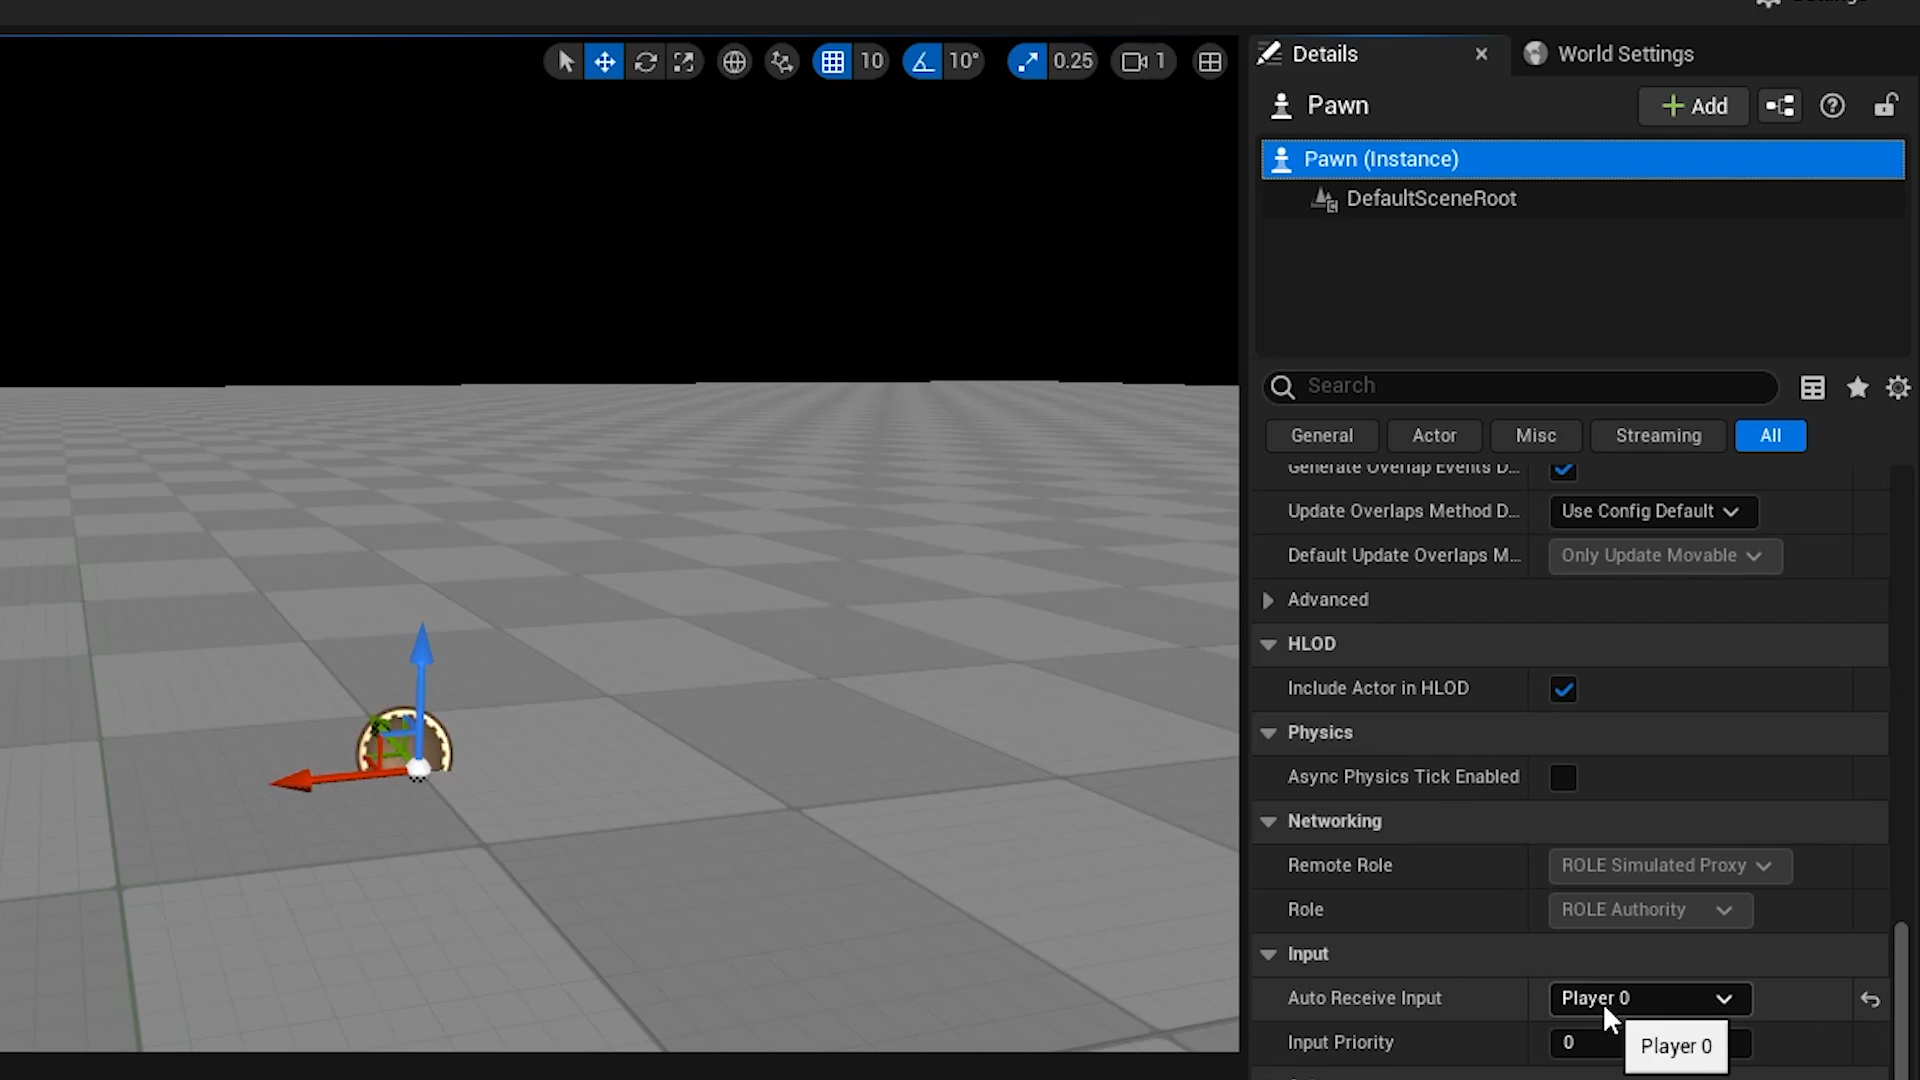 10
10°
0.25
1
Details
World Settings
Pawn
Add
Pawn (Instance)
DefaultSceneRoot
Search
General
Actor
Misc
Streaming
All
Generate Overlap Events D...
Update Overlaps Method D...
Use Config Default
Default Update Overlaps M...
Only Update Movable
Advanced
HLOD
Include Actor in HLOD
Physics
Async Physics Tick Enabled
Networking
Remote Role
ROLE Simulated Proxy
Role
ROLE Authority
Input
Auto Receive Input
Player 0
Input Priority
0
Player 0